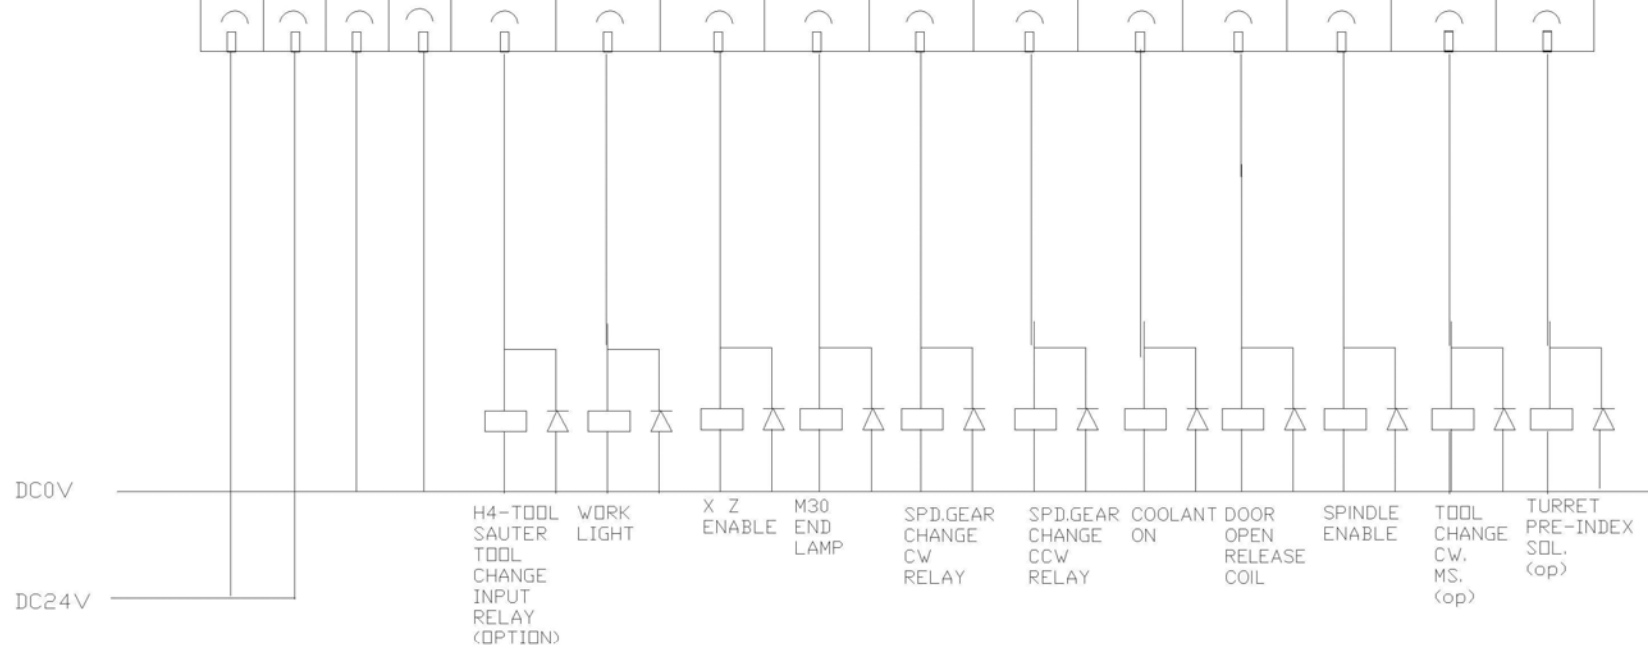 DC0V
H4-TOOL
SAUTER
TOOL
CHANGE
INPUT
RELAY
(OPTION)
WORK
LIGHT
X Z
ENABLE
M30
END
LAMP
SPD.GEAR
CHANGE
CW
RELAY
SPD.GEAR
CHANGE
CCW
RELAY
COOLANT
ON
DOOR
OPEN
RELEASE
COIL
SPINDLE
ENABLE
TOOL
CHANGE
CW.
MS.
(op)
TURRET
PRE-INDEX
SOL.
(op)
DC24V